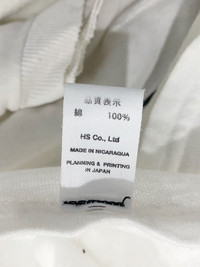 品質表示
綿 100%
HS Co., Ltd
MADE IN NICARAGUA
PLANNING & PRINTING
IN JAPAN